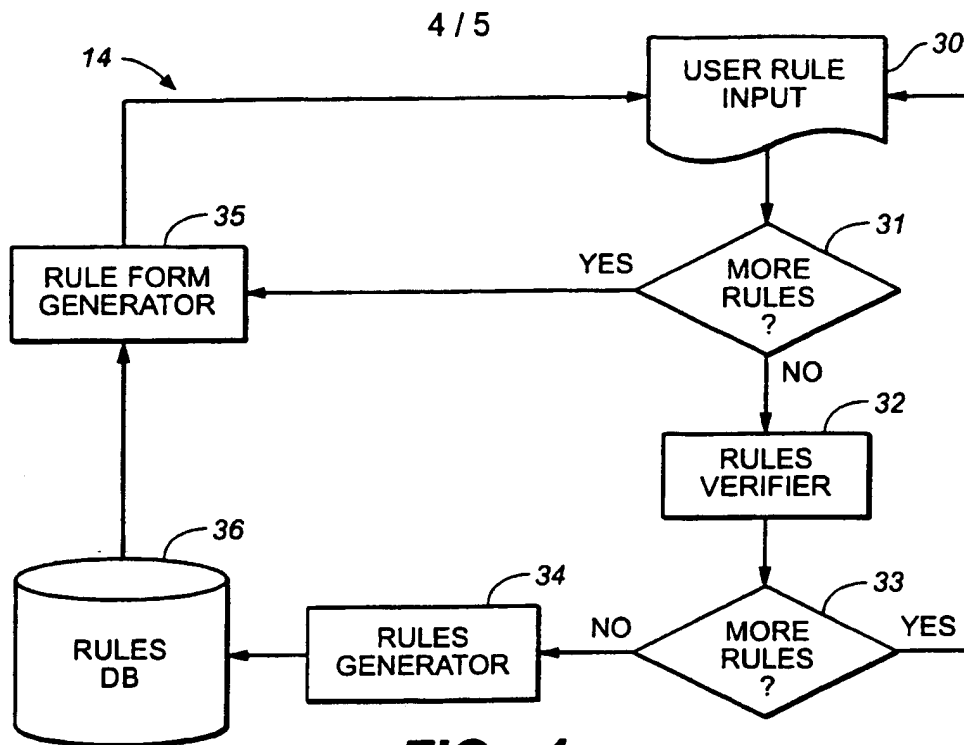 4 / 5
14
30
USER RULE
INPUT
35
31
RULE FORM
GENERATOR
YES
MORE
RULES
?
NO
32
RULES
VERIFIER
36
34
33
RULES
DB
RULES
GENERATOR
NO
MORE
RULES
?
YES